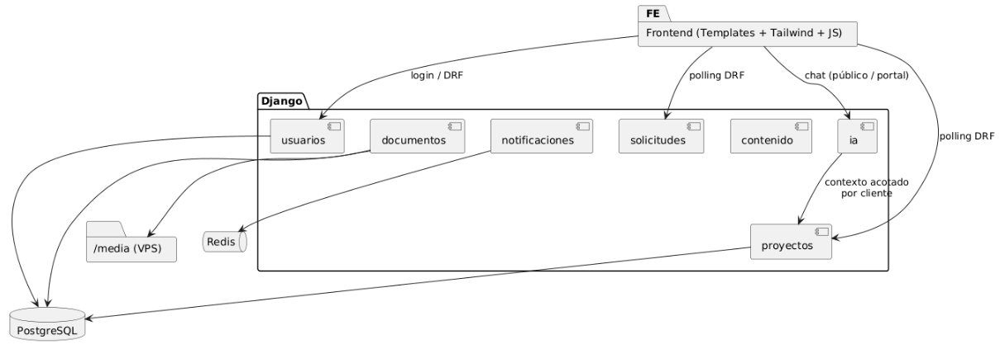 FE
Frontend (Templates + Tailwind + JS)
login / DRF
polling DRF
chat (público / portal)
Django
usuarios
documentos
notificaciones
solicitudes
contenido
ia
polling DRF
contexto acotado
por cliente
/media (VPS)
Redis
proyectos
PostgreSQL